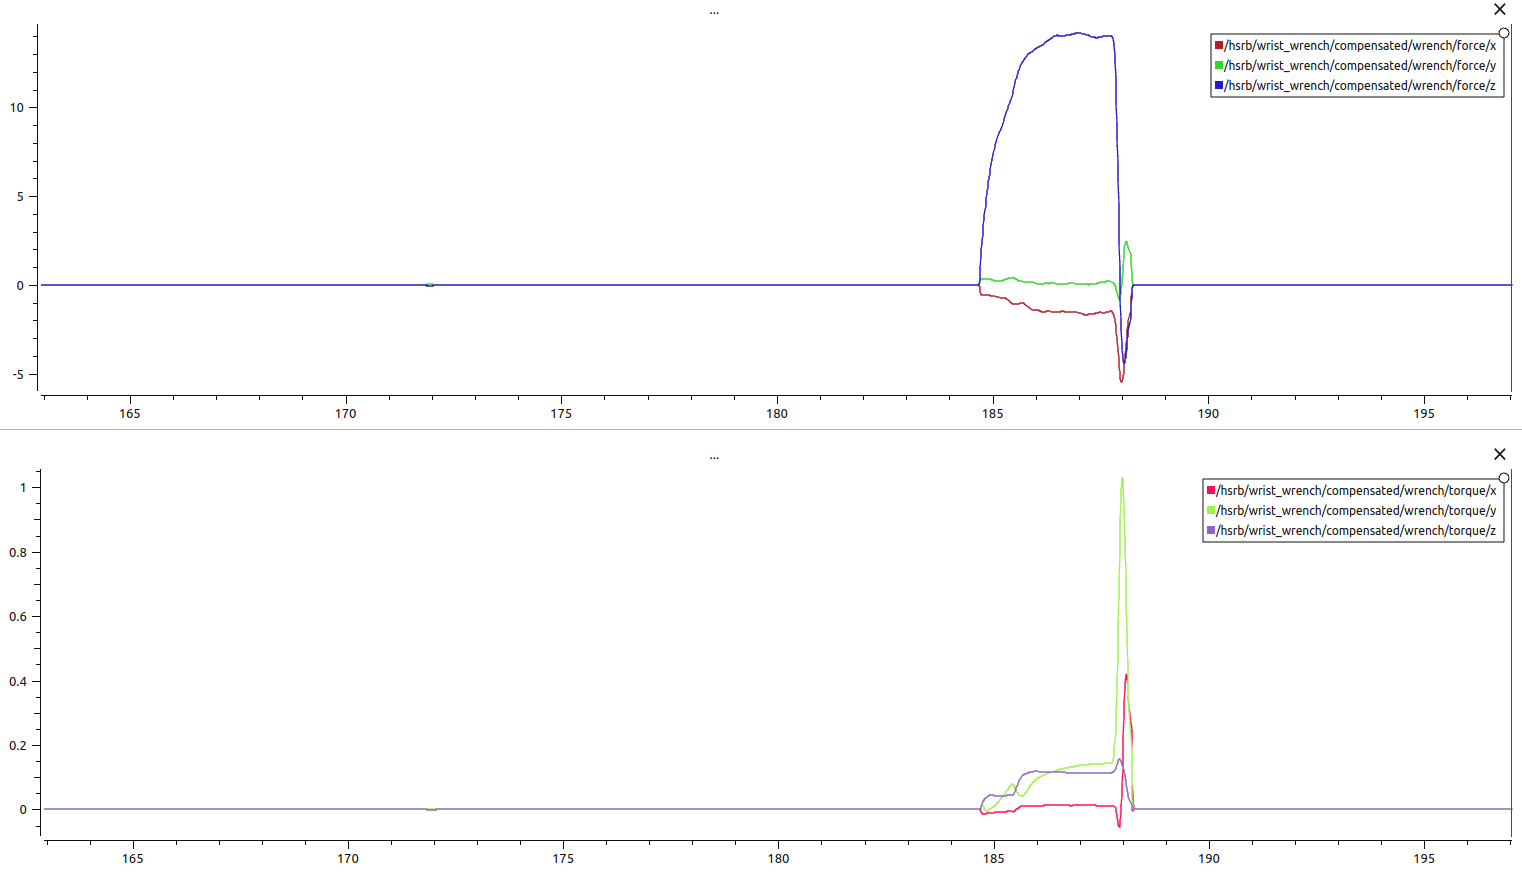 ...
/hsrb/wrist_wrench/compensated/wrench/force/x
/hsrb/wrist_wrench/compensated/wrench/force/y
/hsrb/wrist_wrench/compensated/wrench/force/z
10
5
0
-5
165 170 175 180 185 190 195
...
/hsrb/wrist_wrench/compensated/wrench/torque/x
/hsrb/wrist_wrench/compensated/wrench/torque/y
/hsrb/wrist_wrench/compensated/wrench/torque/z
1
0.8
0.6
0.4
0.2
0
165 170 175 180 185 190 195